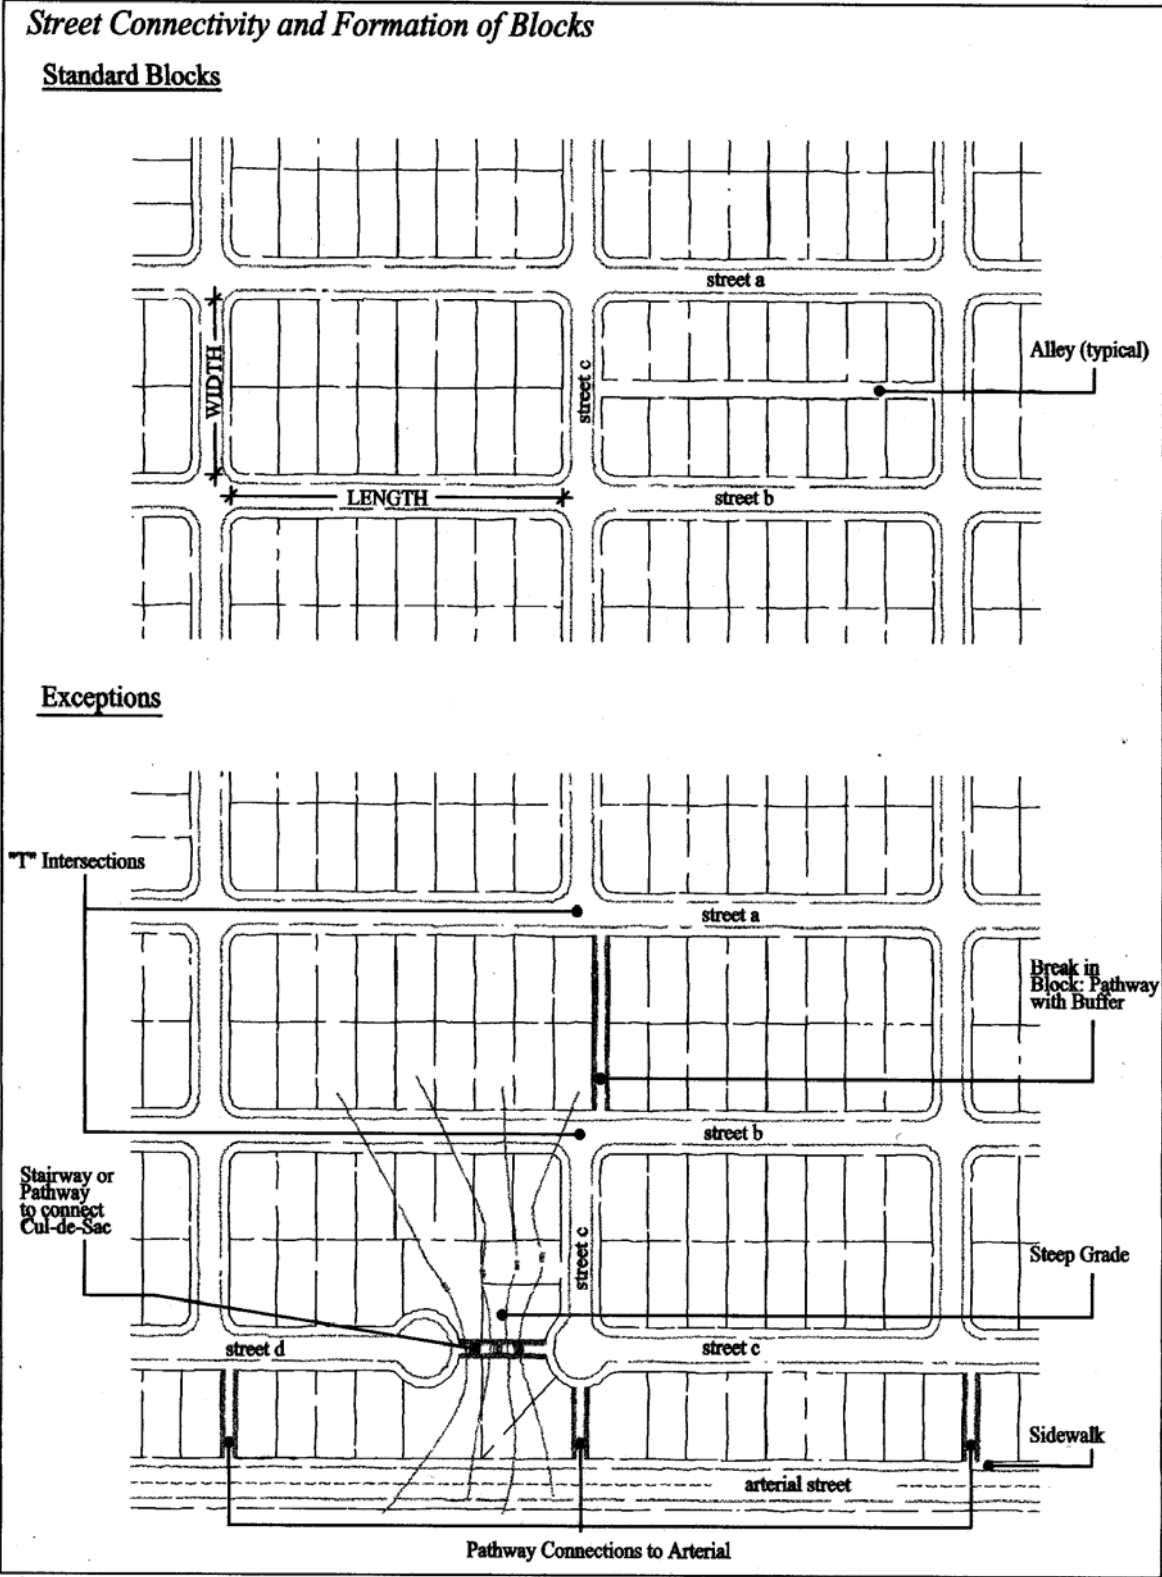 Street Connectivity and Formation of Blocks
Standard Blocks
street a
Alley (typical)
WIDTH
street c
LENGTH
street b
Exceptions
"T" Intersections
street a
Break in
Block: Pathway
with Buffer
street b
Stairway or
Pathway
to connect
Cul-de-Sac
street c
Steep Grade
street d
street c
Sidewalk
arterial street
Pathway Connections to Arterial